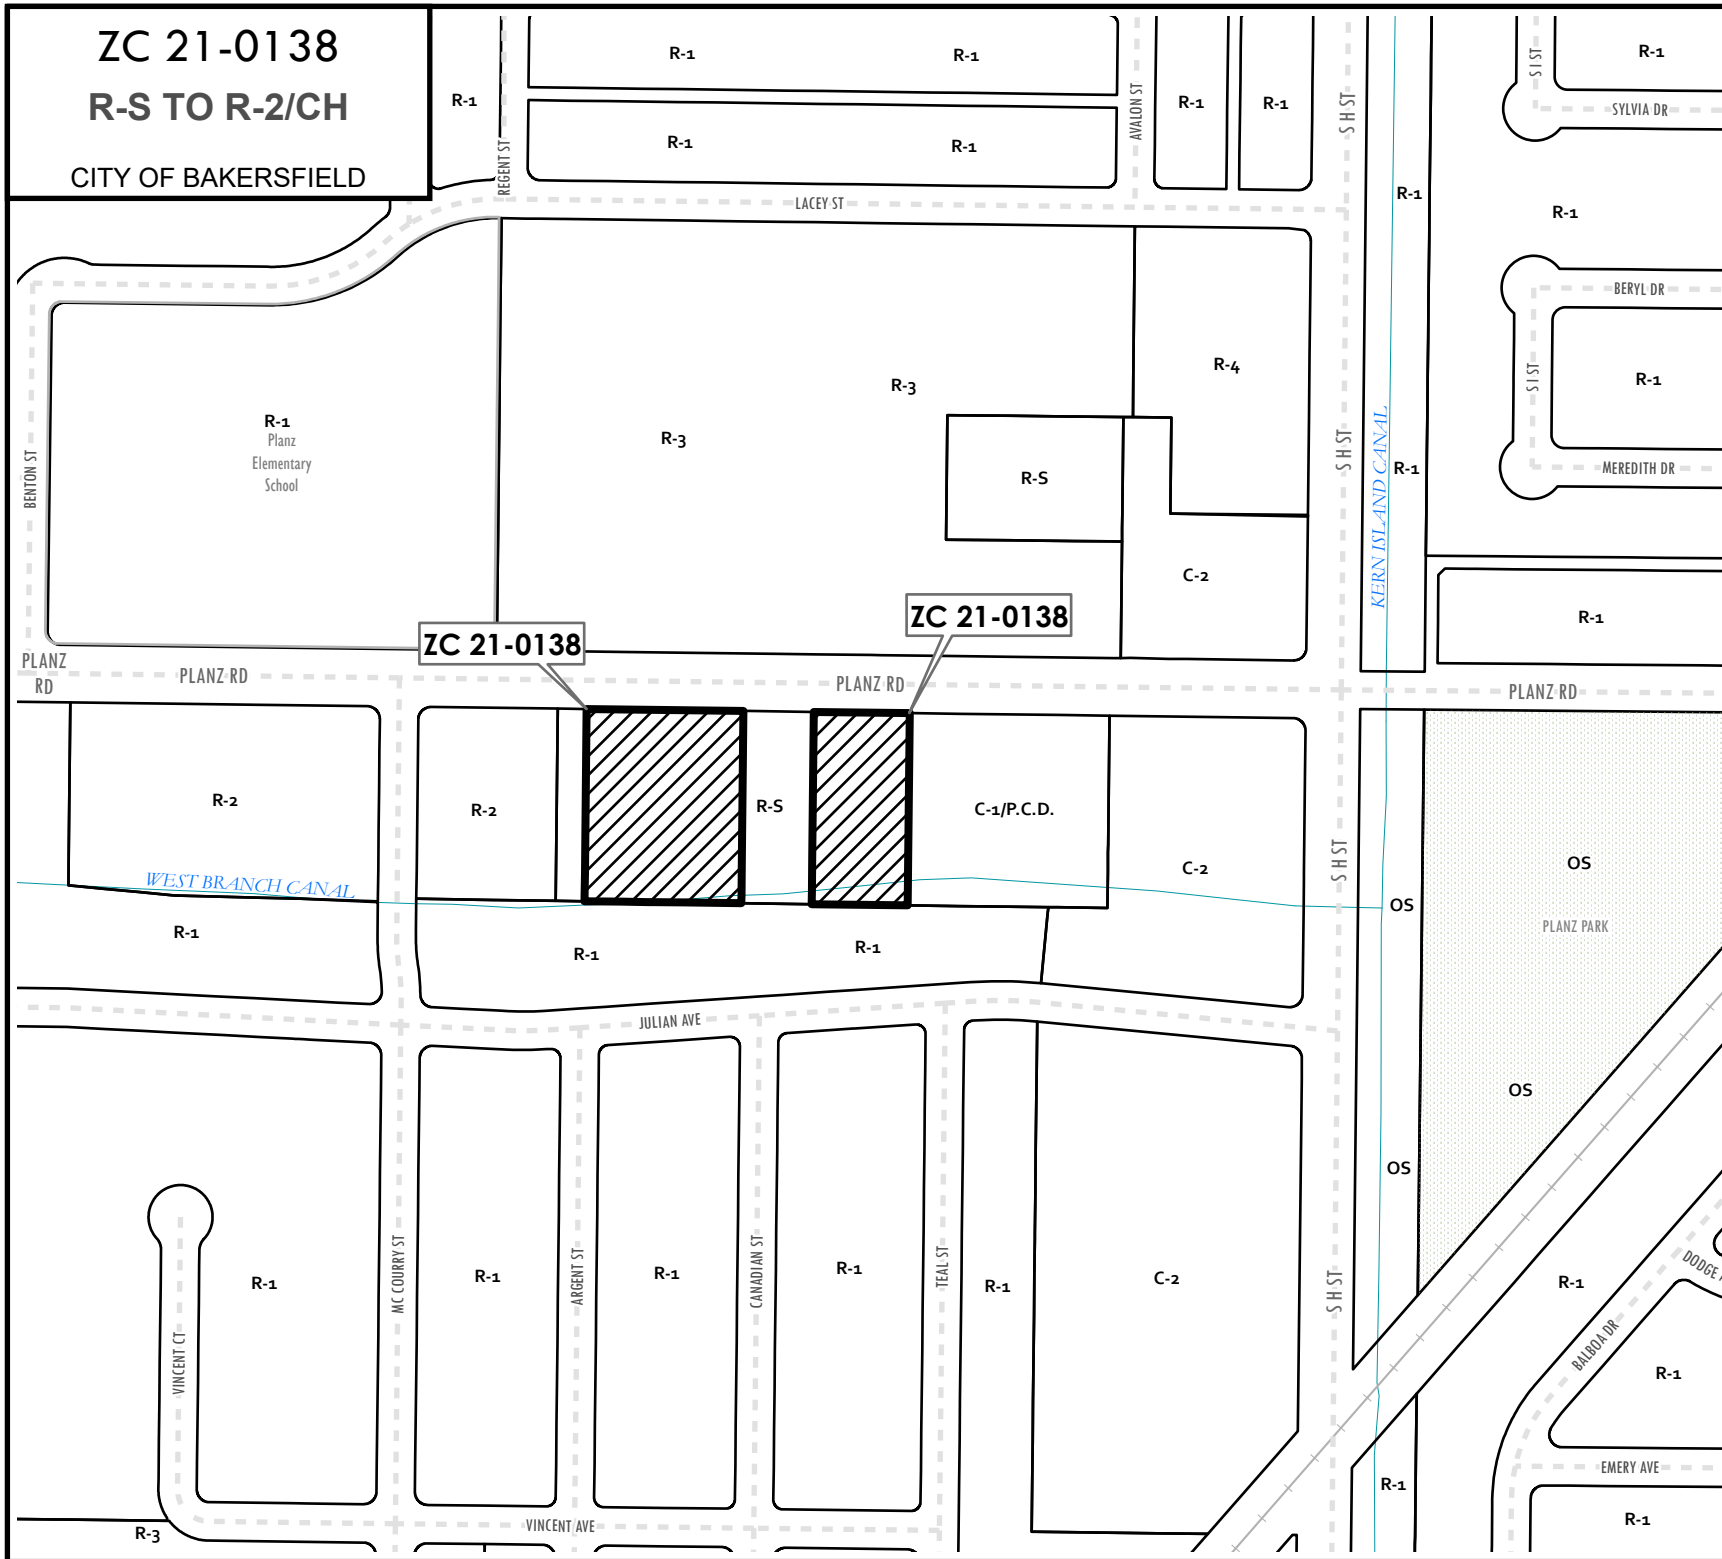 ZC 21-0138
R-S TO R-2/CH
CITY OF BAKERSFIELD
R-1
R-1
R-1
R-1
R-1
R-1
R-1
R-1
REGENT ST
AVALON ST
S H ST
S I ST
SYLVIA DR
LACEY ST
R-1
R-1
BERYL DR
R-1
S I ST
MEREDITH DR
R-1
Planz
Elementary
School
BENTON ST
R-3
R-3
R-4
R-S
C-2
S H ST
KERN ISLAND CANAL
R-1
R-1
ZC 21-0138
ZC 21-0138
PLANZ
RD
PLANZ RD
PLANZ RD
PLANZ RD
R-2
R-2
R-S
C-1/P.C.D.
C-2
S H ST
OS
OS
PLANZ PARK
WEST BRANCH CANAL
R-1
R-1
R-1
JULIAN AVE
OS
OS
VINCENT CT
R-1
MC COURRY ST
R-1
ARGENT ST
R-1
CANADIAN ST
R-1
TEAL ST
R-1
C-2
S H ST
R-1
DODGE
BALBOA DR
R-1
R-1
EMERY AVE
R-1
R-3
VINCENT AVE